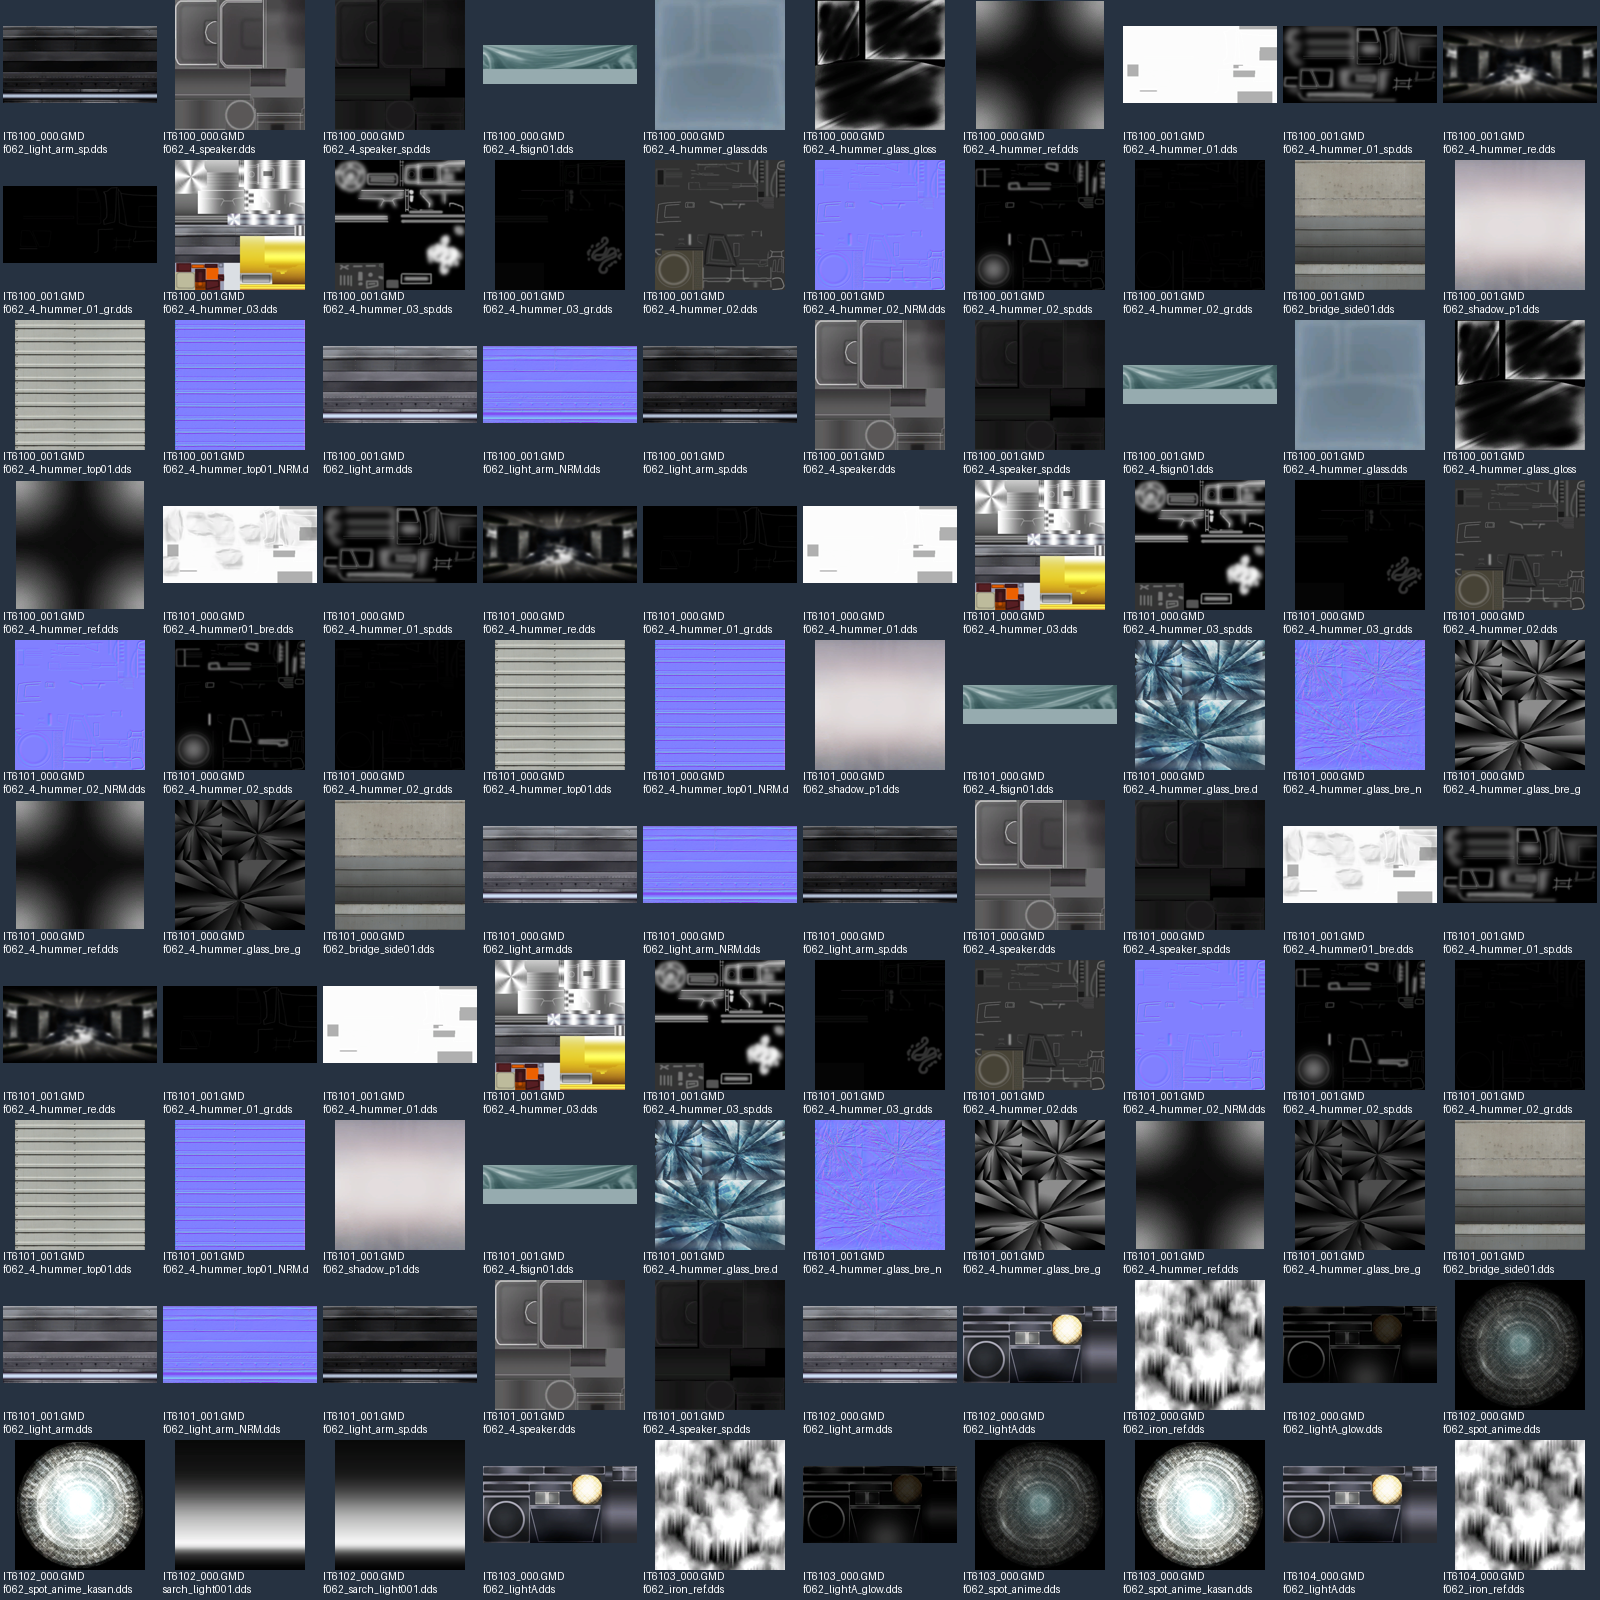 IT6100_000.GMD
f062_light_arm_sp.dds
IT6100_000.GMD
f062_4_speaker.dds
IT6100_000.GMD
f062_4_speaker_sp.dds
IT6100_000.GMD
f062_4_fsign01.dds
IT6100_000.GMD
f062_4_hummer_glass.dds
IT6100_000.GMD
f062_4_hummer_glass_gloss
IT6100_000.GMD
f062_4_hummer_ref.dds
IT6100_001.GMD
f062_4_hummer_01.dds
IT6100_001.GMD
f062_4_hummer_01_sp.dds
IT6100_001.GMD
f062_4_hummer_re.dds
IT6100_001.GMD
f062_4_hummer_01_gr.dds
IT6100_001.GMD
f062_4_hummer_03.dds
IT6100_001.GMD
f062_4_hummer_03_sp.dds
IT6100_001.GMD
f062_4_hummer_03_gr.dds
IT6100_001.GMD
f062_4_hummer_02.dds
IT6100_001.GMD
f062_4_hummer_02_NRM.dds
IT6100_001.GMD
f062_4_hummer_02_sp.dds
IT6100_001.GMD
f062_4_hummer_02_gr.dds
IT6100_001.GMD
f062_bridge_side01.dds
IT6100_001.GMD
f062_shadow_p1.dds
IT6100_001.GMD
f062_4_hummer_top01.dds
IT6100_001.GMD
f062_4_hummer_top01_NRM.d
IT6100_001.GMD
f062_light_arm.dds
IT6100_001.GMD
f062_light_arm_NRM.dds
IT6100_001.GMD
f062_light_arm_sp.dds
IT6100_001.GMD
f062_4_speaker.dds
IT6100_001.GMD
f062_4_speaker_sp.dds
IT6100_001.GMD
f062_4_fsign01.dds
IT6100_001.GMD
f062_4_hummer_glass.dds
IT6100_001.GMD
f062_4_hummer_glass_gloss
IT6100_001.GMD
f062_4_hummer_ref.dds
IT6101_000.GMD
f062_4_hummer01_bre.dds
IT6101_000.GMD
f062_4_hummer_01_sp.dds
IT6101_000.GMD
f062_4_hummer_re.dds
IT6101_000.GMD
f062_4_hummer_01_gr.dds
IT6101_000.GMD
f062_4_hummer_01.dds
IT6101_000.GMD
f062_4_hummer_03.dds
IT6101_000.GMD
f062_4_hummer_03_sp.dds
IT6101_000.GMD
f062_4_hummer_03_gr.dds
IT6101_000.GMD
f062_4_hummer_02.dds
IT6101_000.GMD
f062_4_hummer_02_NRM.dds
IT6101_000.GMD
f062_4_hummer_02_sp.dds
IT6101_000.GMD
f062_4_hummer_02_gr.dds
IT6101_000.GMD
f062_4_hummer_top01.dds
IT6101_000.GMD
f062_4_hummer_top01_NRM.d
IT6101_000.GMD
f062_shadow_p1.dds
IT6101_000.GMD
f062_4_fsign01.dds
IT6101_000.GMD
f062_4_hummer_glass_bre.d
IT6101_000.GMD
f062_4_hummer_glass_bre_n
IT6101_000.GMD
f062_4_hummer_glass_bre_g
IT6101_000.GMD
f062_4_hummer_ref.dds
IT6101_000.GMD
f062_4_hummer_glass_bre_g
IT6101_000.GMD
f062_bridge_side01.dds
IT6101_000.GMD
f062_light_arm.dds
IT6101_000.GMD
f062_light_arm_NRM.dds
IT6101_000.GMD
f062_light_arm_sp.dds
IT6101_000.GMD
f062_4_speaker.dds
IT6101_000.GMD
f062_4_speaker_sp.dds
IT6101_001.GMD
f062_4_hummer01_bre.dds
IT6101_001.GMD
f062_4_hummer_01_sp.dds
IT6101_001.GMD
f062_4_hummer_re.dds
IT6101_001.GMD
f062_4_hummer_01_gr.dds
IT6101_001.GMD
f062_4_hummer_01.dds
IT6101_001.GMD
f062_4_hummer_03.dds
IT6101_001.GMD
f062_4_hummer_03_sp.dds
IT6101_001.GMD
f062_4_hummer_03_gr.dds
IT6101_001.GMD
f062_4_hummer_02.dds
IT6101_001.GMD
f062_4_hummer_02_NRM.dds
IT6101_001.GMD
f062_4_hummer_02_sp.dds
IT6101_001.GMD
f062_4_hummer_02_gr.dds
IT6101_001.GMD
f062_4_hummer_top01.dds
IT6101_001.GMD
f062_4_hummer_top01_NRM.d
IT6101_001.GMD
f062_shadow_p1.dds
IT6101_001.GMD
f062_4_fsign01.dds
IT6101_001.GMD
f062_4_hummer_glass_bre.d
IT6101_001.GMD
f062_4_hummer_glass_bre_n
IT6101_001.GMD
f062_4_hummer_glass_bre_g
IT6101_001.GMD
f062_4_hummer_ref.dds
IT6101_001.GMD
f062_4_hummer_glass_bre_g
IT6101_001.GMD
f062_bridge_side01.dds
IT6101_001.GMD
f062_light_arm.dds
IT6101_001.GMD
f062_light_arm_NRM.dds
IT6101_001.GMD
f062_light_arm_sp.dds
IT6101_001.GMD
f062_4_speaker.dds
IT6101_001.GMD
f062_4_speaker_sp.dds
IT6102_000.GMD
f062_light_arm.dds
IT6102_000.GMD
f062_lightA.dds
IT6102_000.GMD
f062_iron_ref.dds
IT6102_000.GMD
f062_lightA_glow.dds
IT6102_000.GMD
f062_spot_anime.dds
IT6102_000.GMD
f062_spot_anime_kasan.dds
IT6102_000.GMD
sarch_light001.dds
IT6102_000.GMD
f062_sarch_light001.dds
IT6103_000.GMD
f062_lightA.dds
IT6103_000.GMD
f062_iron_ref.dds
IT6103_000.GMD
f062_lightA_glow.dds
IT6103_000.GMD
f062_spot_anime.dds
IT6103_000.GMD
f062_spot_anime_kasan.dds
IT6104_000.GMD
f062_lightA.dds
IT6104_000.GMD
f062_iron_ref.dds